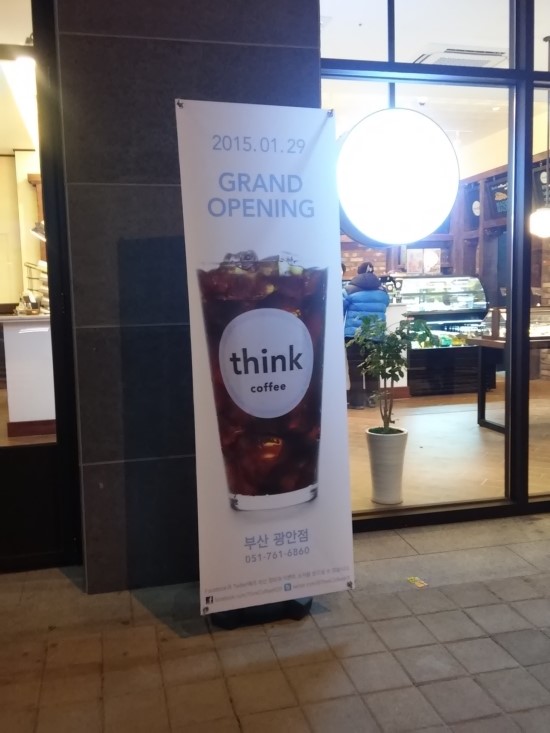 2015.01.29
GRAND
OPENING
think
coffee
부산 광안점
051-761-6860